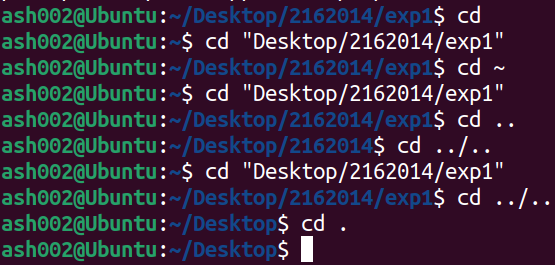 ash002@Ubuntu:~/Desktop/2162014/exp1$ cd
ash002@Ubuntu:~$ cd "Desktop/2162014/exp1"
ash002@Ubuntu:~/Desktop/2162014/exp1$ cd ~
ash002@Ubuntu:~$ cd "Desktop/2162014/exp1"
ash002@Ubuntu:~/Desktop/2162014/exp1$ cd ..
ash002@Ubuntu:~/Desktop/2162014$ cd ../..
ash002@Ubuntu:~$ cd "Desktop/2162014/exp1"
ash002@Ubuntu:~/Desktop/2162014/exp1$ cd ../..
ash002@Ubuntu:~/Desktop$ cd .
ash002@Ubuntu:~/Desktop$